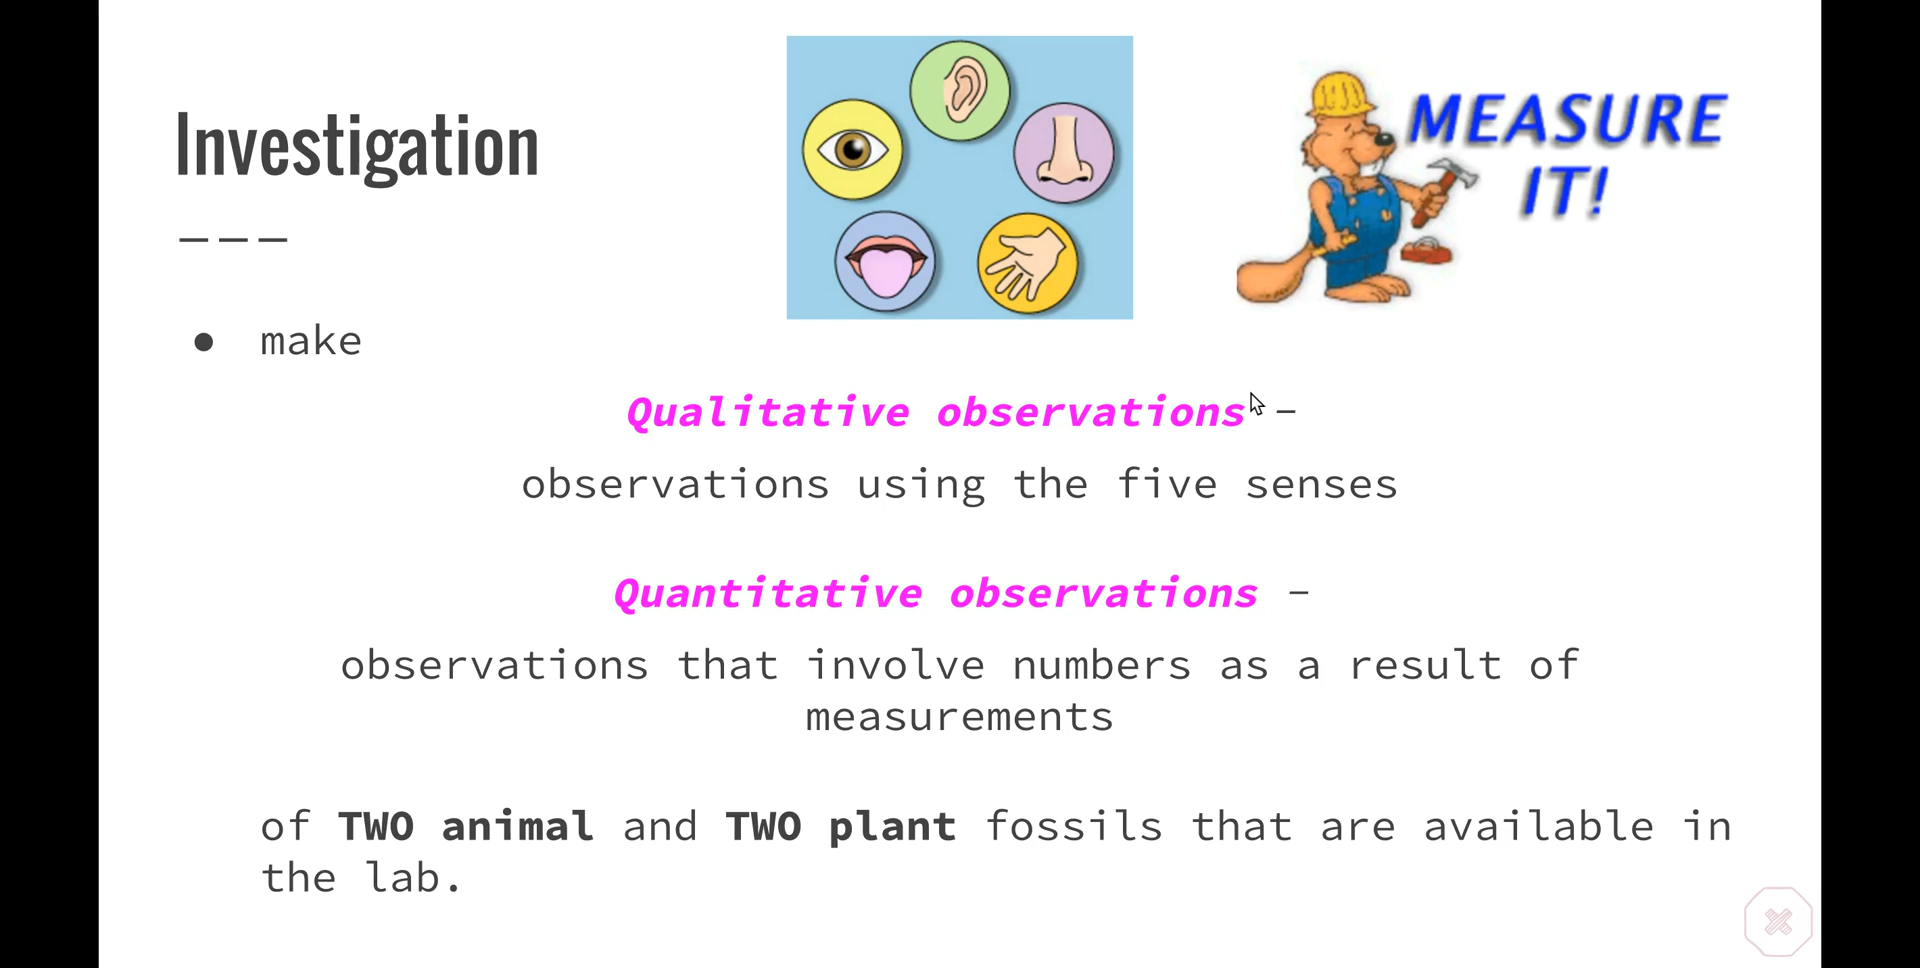 Investigation
MEASURE
IT!
● make
Qualitative observations –
observations using the five senses
Quantitative observations –
observations that involve numbers as a result of
measurements
of TWO animal and TWO plant fossils that are available in
the lab.